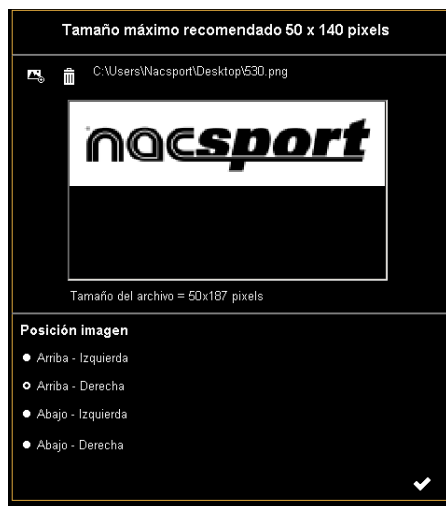 Tamaño máximo recomendado 50 x 140 pixels
C:\Users\Nacsport\Desktop\530.png
nacsport
Tamaño del archivo = 50x187 pixels
Posición imagen
Arriba - Izquierda
Arriba - Derecha
Abajo - Izquierda
Abajo - Derecha